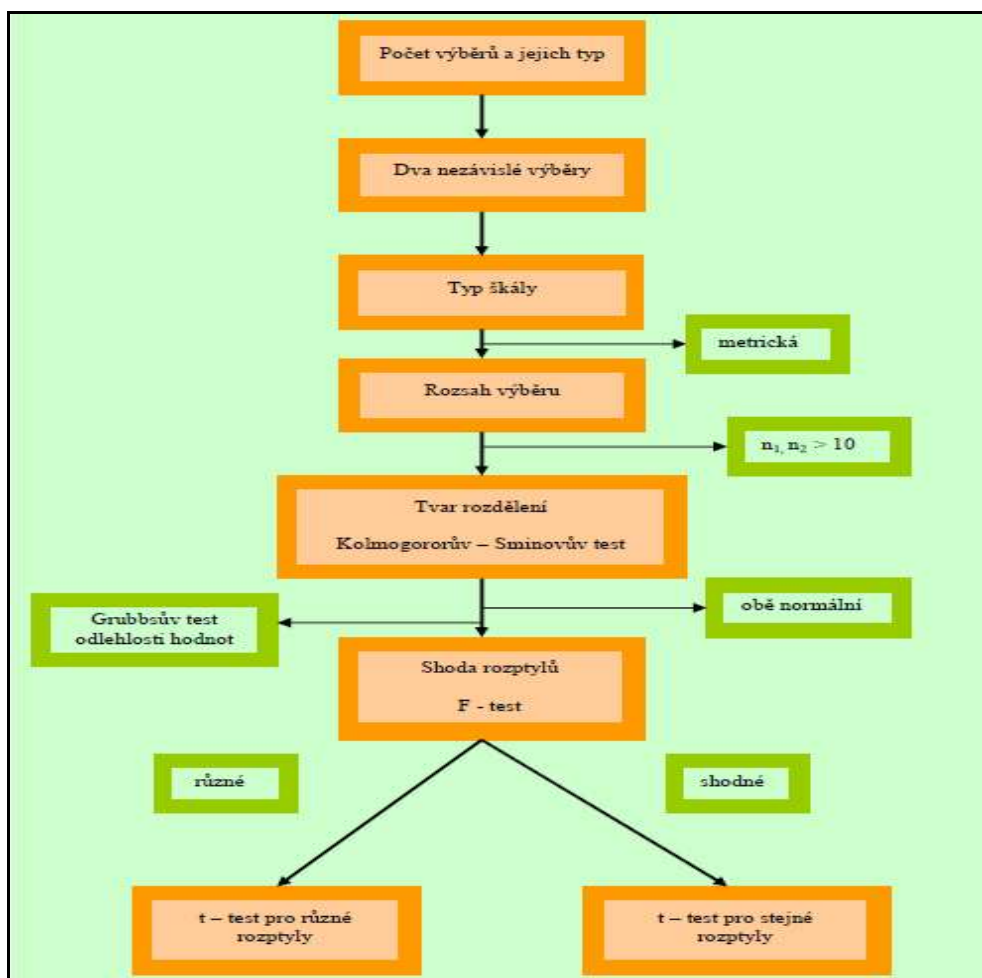 Počet výběrů a jejich typ
Dva nezávislé výběry
Typ škály
metrická
Rozsah výběru
n₁, n₂ > 10
Tvar rozdělení
Kolmogororův – Sminovův test
obě normální
Grubbsův test
odlehlosti hodnot
Shoda rozptylů
F - test
různé
shodné
t – test pro různé
rozptyly
t – test pro stejné
rozptyly